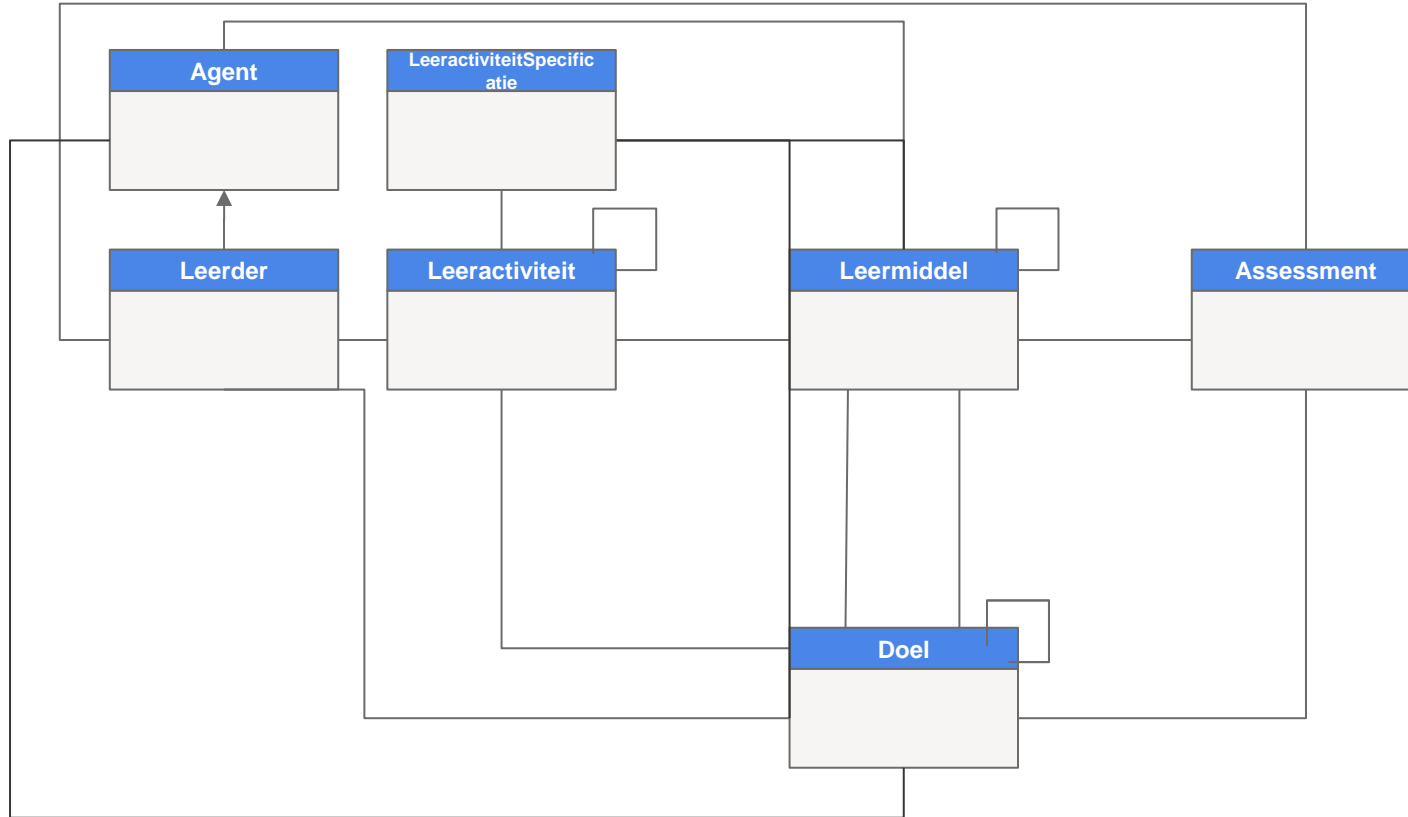 Agent
LeeractiviteitSpecific
atie
Leerder
Leeractiviteit
Leermiddel
Assessment
Doel